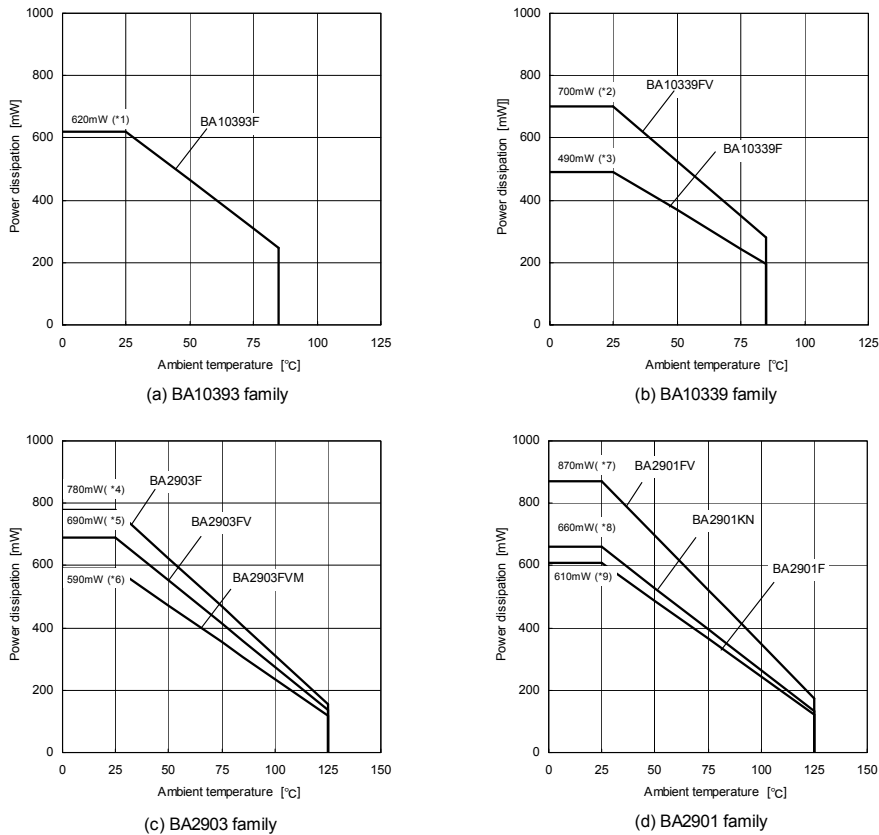 1000
800
600
400
200
0
Power dissipation [mW]
620mW (*1)
BA10393F
0 25 50 75 100 125
Ambient temperature [°C]
(a) BA10393 family
1000
800
600
400
200
0
Power dissipation [mW]]
700mW (*2)
BA10339FV
490mW (*3)
BA10339F
0 25 50 75 100 125
Ambient temperature [°C]
(b) BA10339 family
1000
800
600
400
200
0
Power dissipation [mW]
780mW( *4)
BA2903F
690mW( *5)
BA2903FV
590mW( *6)
BA2903FVM
0 25 50 75 100 125 150
Ambient temperature [°C]
(c) BA2903 family
1000
800
600
400
200
0
Power dissipation [mW]
870mW( *7)
BA2901FV
660mW( *8)
BA2901KN
610mW( *9)
BA2901F
0 25 50 75 100 125 150
Ambient temperature [°C]
(d) BA2901 family